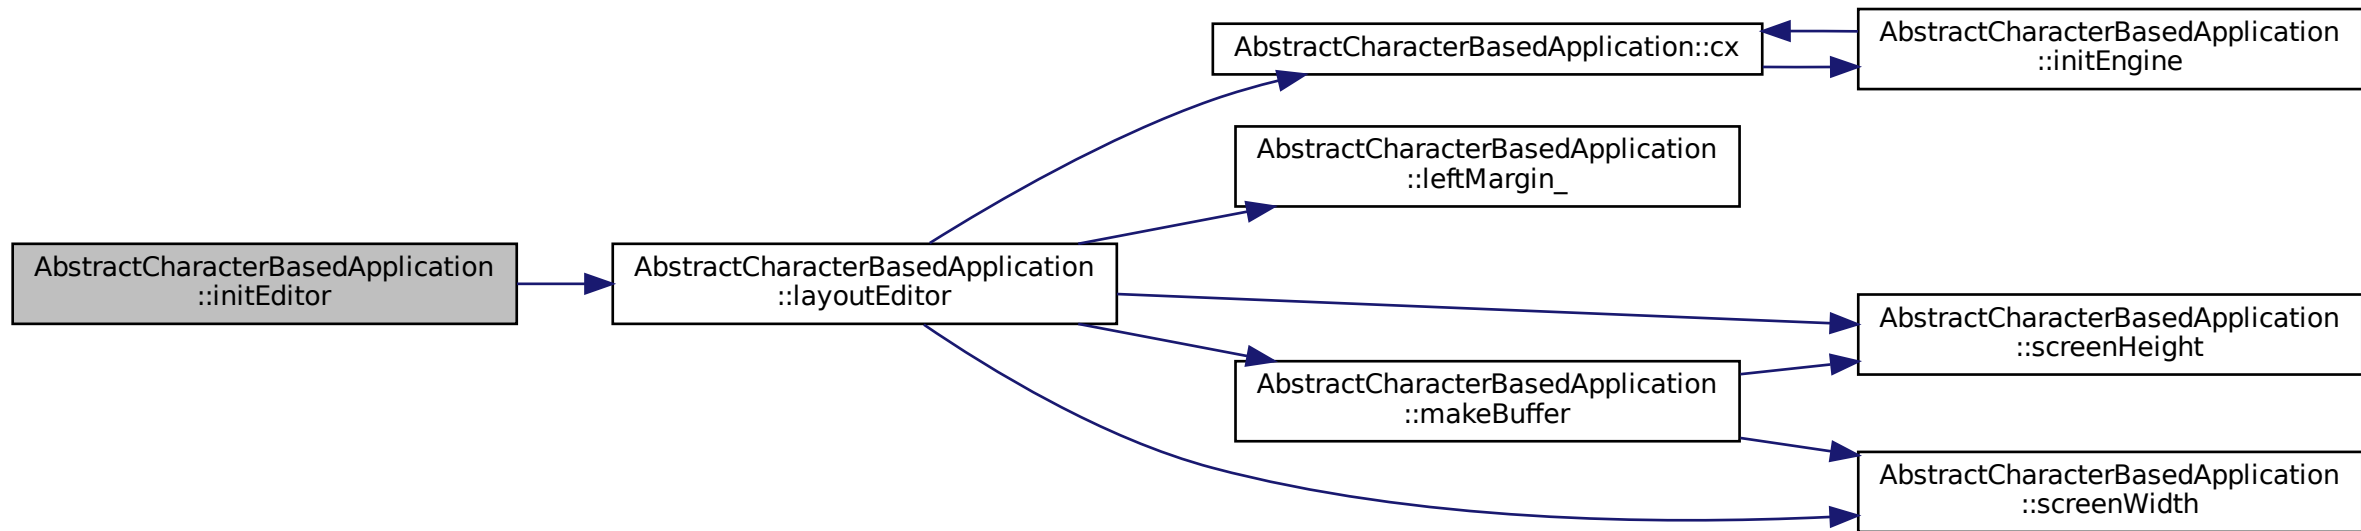 AbstractCharacterBasedApplication
::initEditor
AbstractCharacterBasedApplication
::layoutEditor
AbstractCharacterBasedApplication::cx
AbstractCharacterBasedApplication
::initEngine
AbstractCharacterBasedApplication
::leftMargin_
AbstractCharacterBasedApplication
::screenHeight
AbstractCharacterBasedApplication
::makeBuffer
AbstractCharacterBasedApplication
::screenWidth